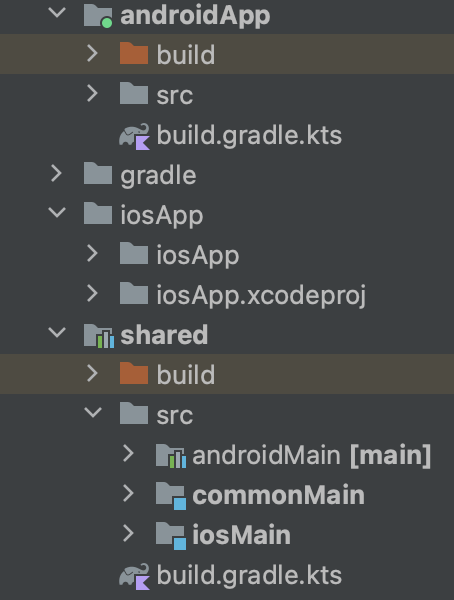 androidApp
build
src
build.gradle.kts
gradle
iosApp
iosApp
iosApp.xcodeproj
shared
build
src
androidMain [main]
commonMain
iosMain
build.gradle.kts